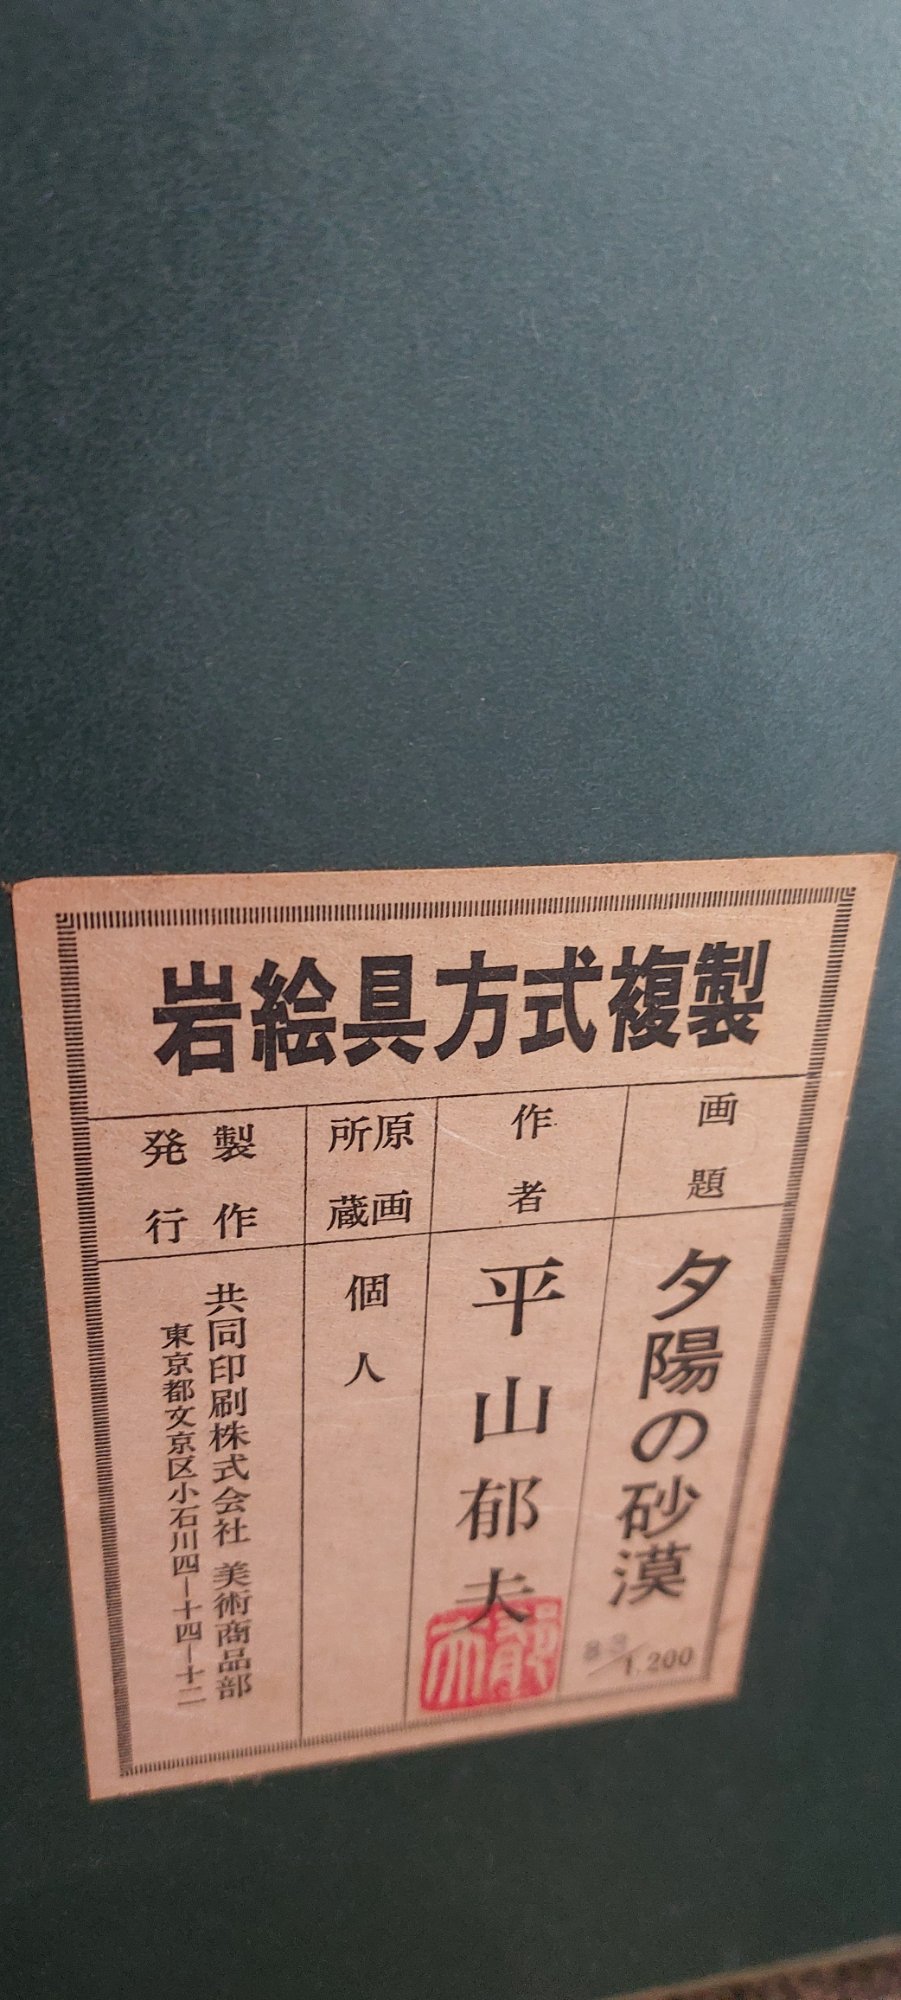 岩絵具方式複製
画題
夕陽の砂漠
83/1,200
作者
平山郁夫
原画
所蔵
個人
製作
発行
共同印刷株式会社 美術商品部
東京都文京区小石川四ー十四ー十二